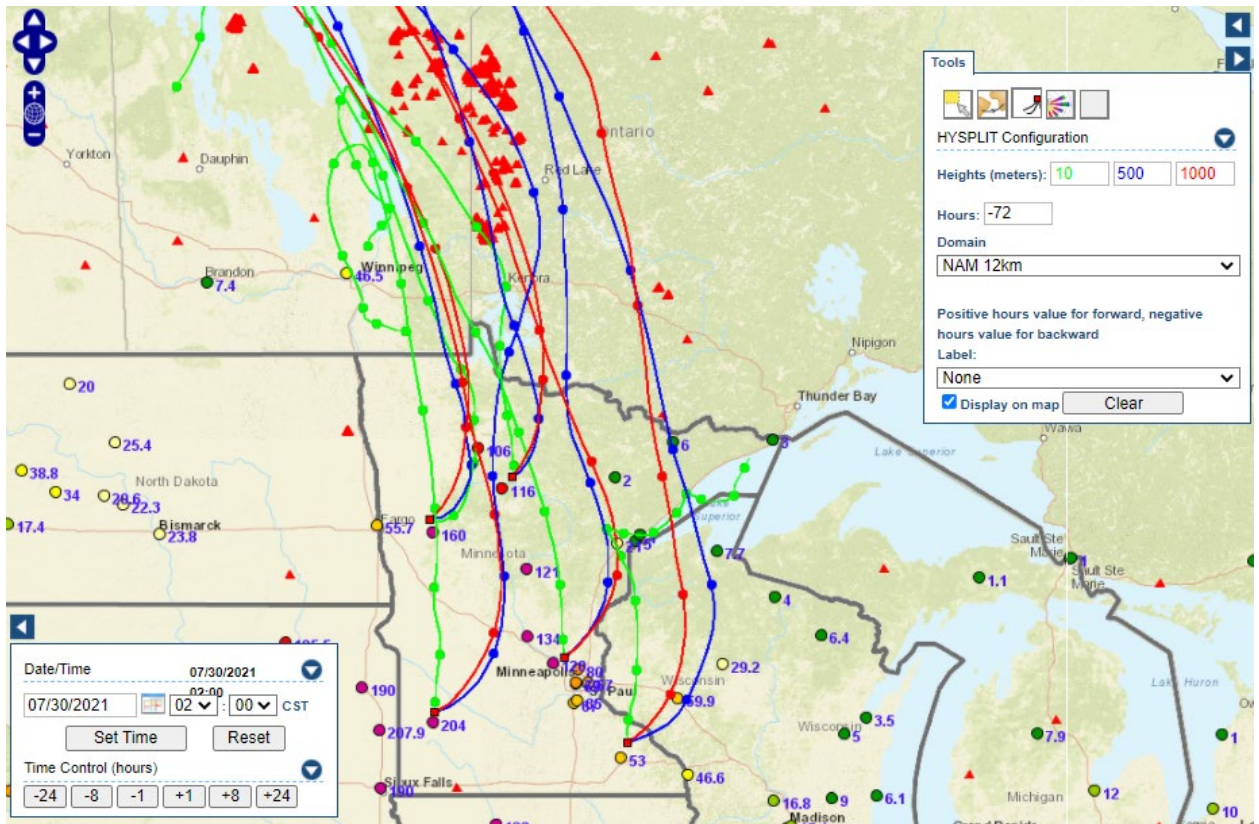 Tools
HYSPLIT Configuration
Heights (meters): 10 500 1000
Hours: -72
Domain
NAM 12km
Positive hours value for forward, negative
hours value for backward
Label:
None
Display on map Clear
Yorkton
Dauphin
Ontario
Red Lake
Brandon
7.4
Winnipeg
46.5
Kenora
Nipigon
Thunder Bay
Wawa
Lake Superior
20
25.4
38.8
34
North Dakota
20.6
22.3
17.4
Bismarck
23.8
Fargo
55.7
106
116
160
6
3
2
Superior
7.7
Minnesota
121
Sault Ste
Marie
4
Sault Ste
Marie
1.1
4
6.4
134
Minneapolis
80
Wisconsin
29.2
59.9
190
204
207.9
Wisconsin
3.5
5
7.9
Lake Huron
1
53
46.6
Sioux Falls
190
16.8
9
6.1
Madison
Michigan
12
10
Date/Time
07/30/2021
02:00
07/30/2021 02 : 00 CST
Set Time Reset
Time Control (hours)
-24 -8 -1 +1 +8 +24